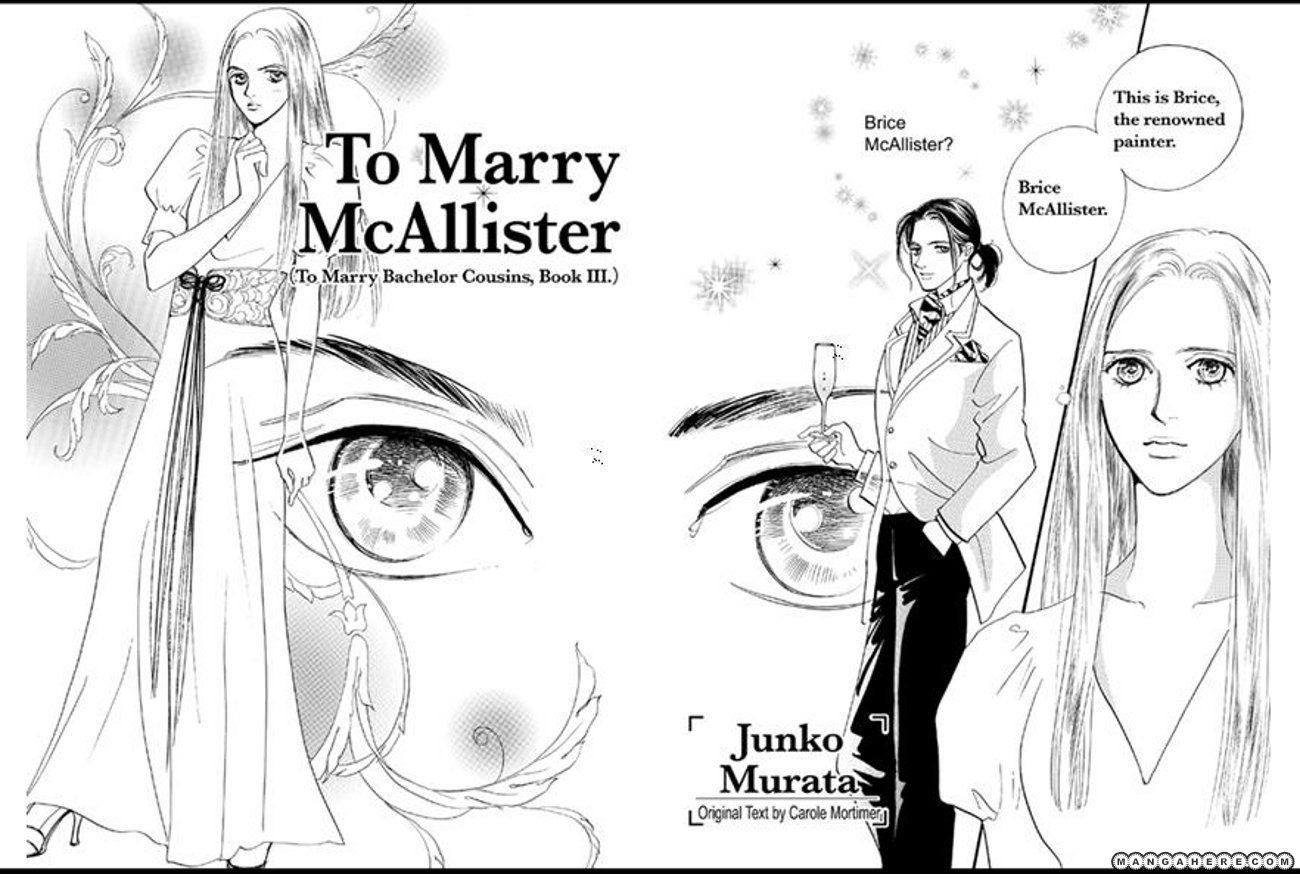 To Marry
McAllister
(To Marry Bachelor Cousins, Book III.)
Brice
McAllister?
This is Brice,
the renowned
painter.
Brice
McAllister.
Junko
Murata
Original Text by Carole Mortimer
MANGAHERE.COM